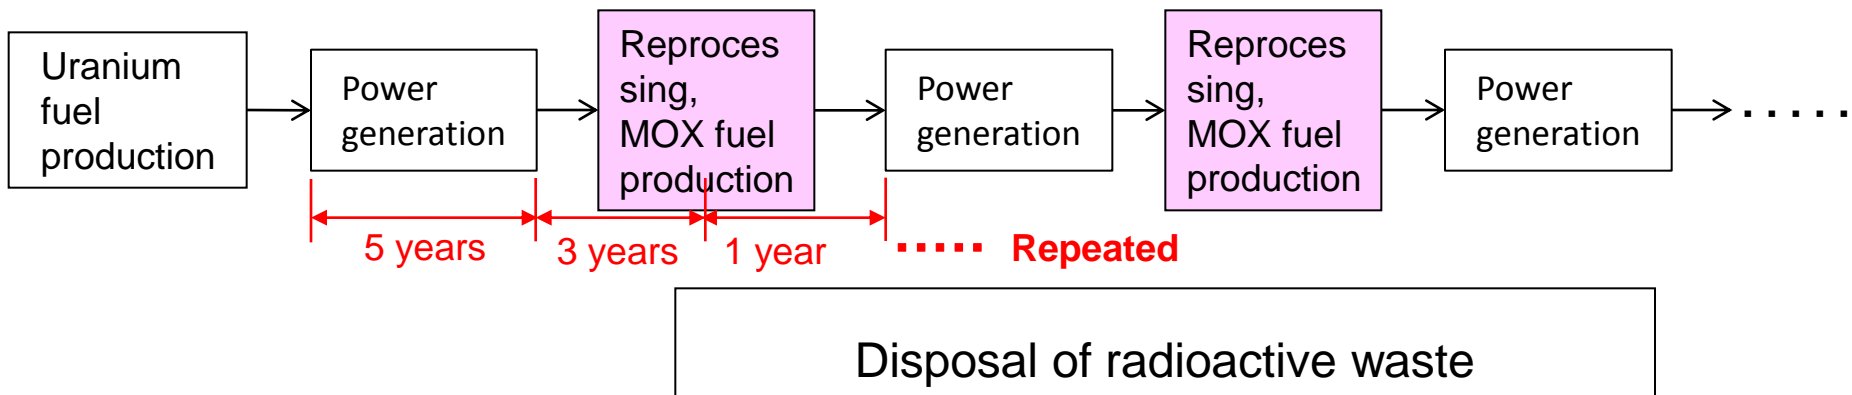 Uranium
fuel
production
Power
generation
Reproces
sing,
MOX fuel
production
Power
generation
Reproces
sing,
MOX fuel
production
Power
generation
.....
5 years
3 years
1 year
..... Repeated
Disposal of radioactive waste